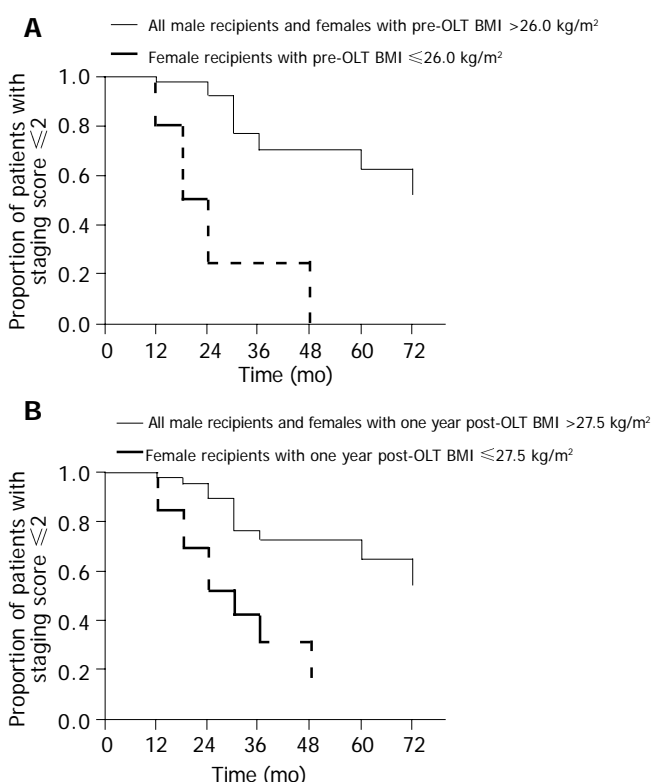 A
All male recipients and females with pre-OLT BMI >26.0 kg/m²
Female recipients with pre-OLT BMI ≤26.0 kg/m²
Proportion of patients with
staging score ≤2
1.0
0.8
0.6
0.4
0.2
0.0
0 12 24 36 48 60 72
Time (mo)
B
All male recipients and females with one year post-OLT BMI >27.5 kg/m²
Female recipients with one year post-OLT BMI ≤27.5 kg/m²
Proportion of patients with
staging score ≤2
1.0
0.8
0.6
0.4
0.2
0.0
0 12 24 36 48 60 72
Time (mo)